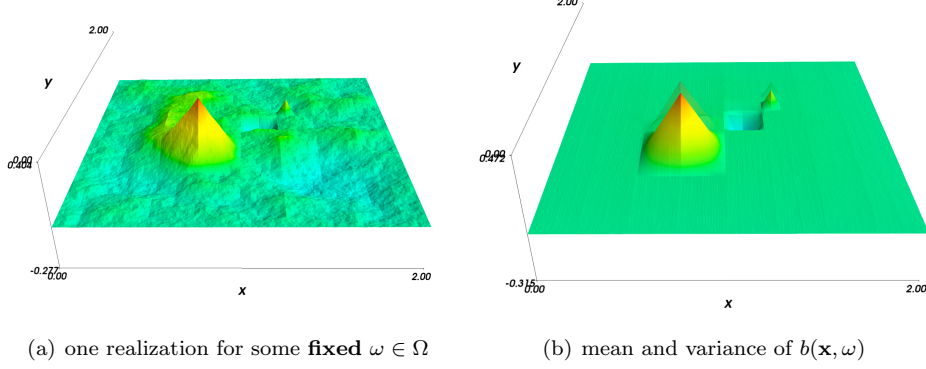 2.00
y
0.00
0.404
-0.277
0.00
2.00
x
(a) one realization for some fixed ω ∈ Ω
2.00
y
0.00
0.472
-0.315
0.00
2.00
x
(b) mean and variance of b(x, ω)